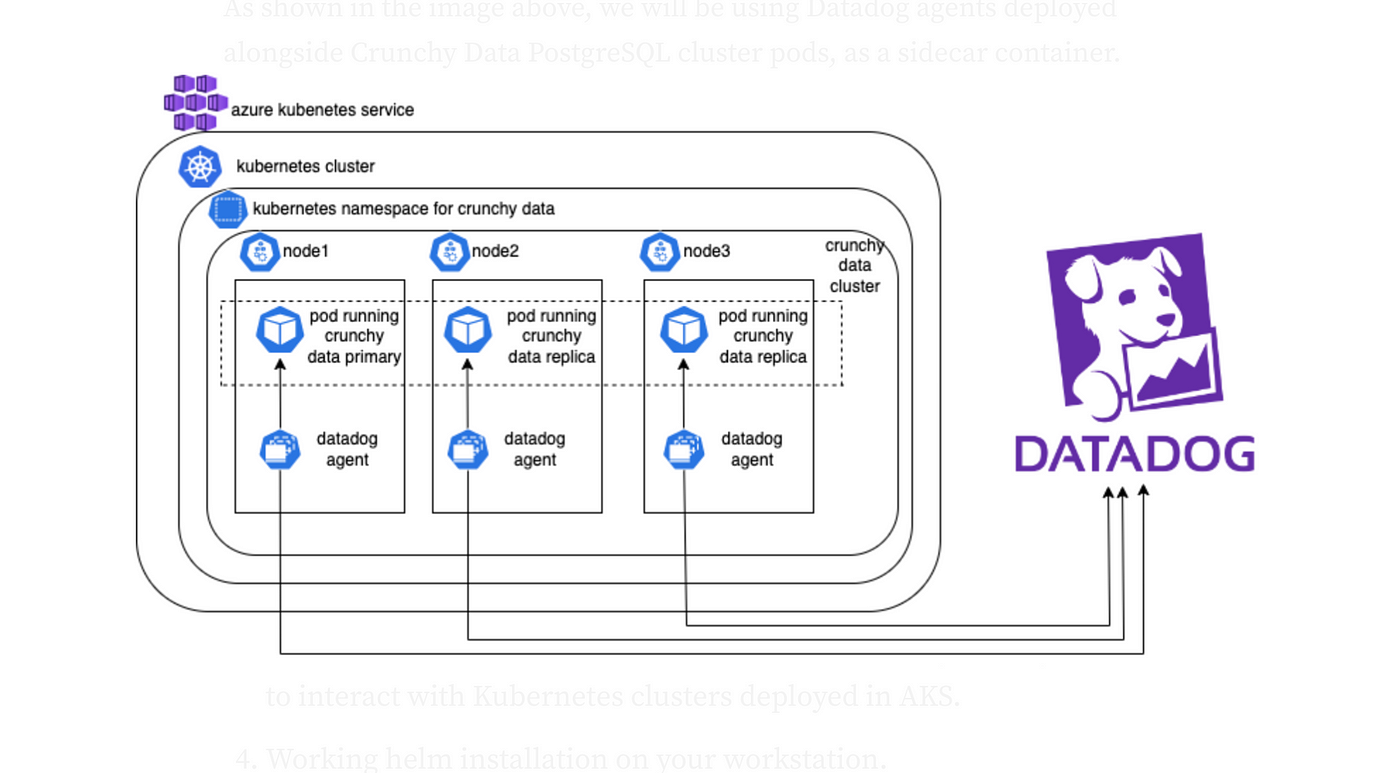 As shown in the image above, we will be using Datadog agents deployed
alongside Crunchy Data PostgreSQL cluster pods, as a sidecar container.
azure kubenetes service
kubernetes cluster
kubernetes namespace for crunchy data
node1
node2
node3
crunchy
data
cluster
pod running
crunchy
data primary
pod running
crunchy
data replica
pod running
crunchy
data replica
datadog
agent
datadog
agent
datadog
agent
DATADOG
to interact with Kubernetes clusters deployed in AKS.
4. Working helm installation on your workstation.